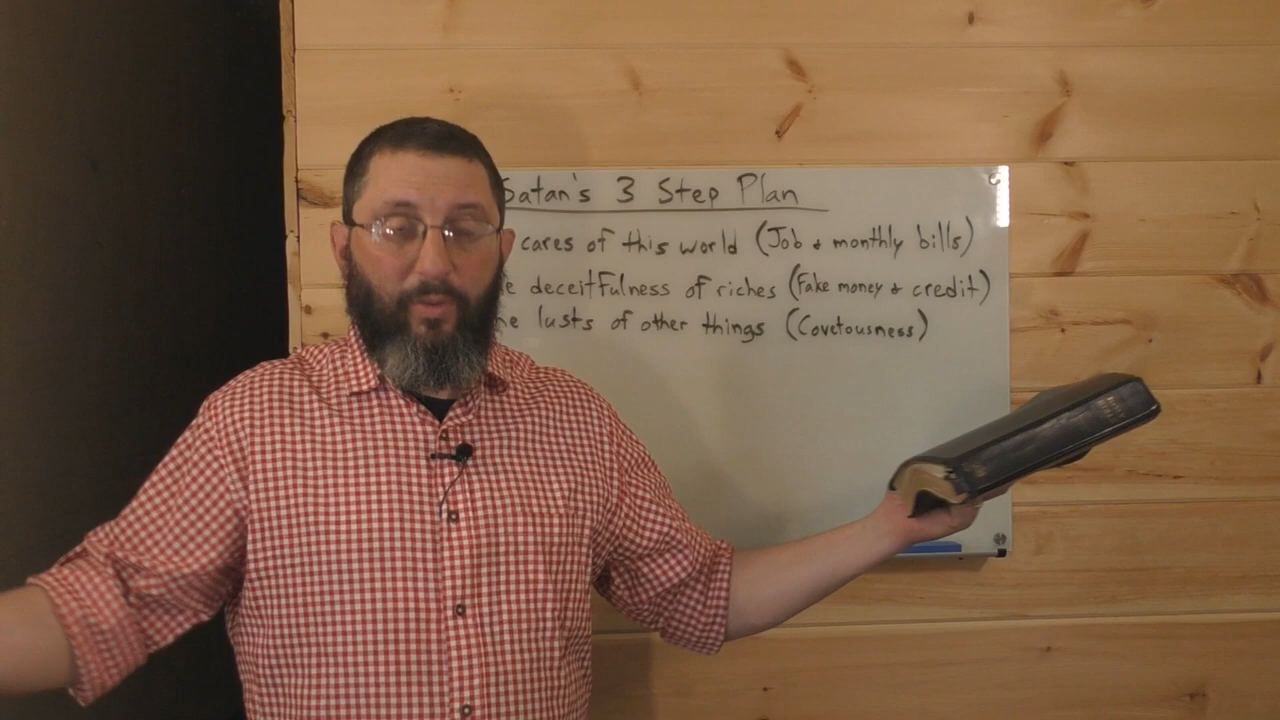 Satan's 3 Step Plan
cares of this world (Job & monthly bills)
deceitfulness of riches (Fake money & credit)
lusts of other things (Covetousness)